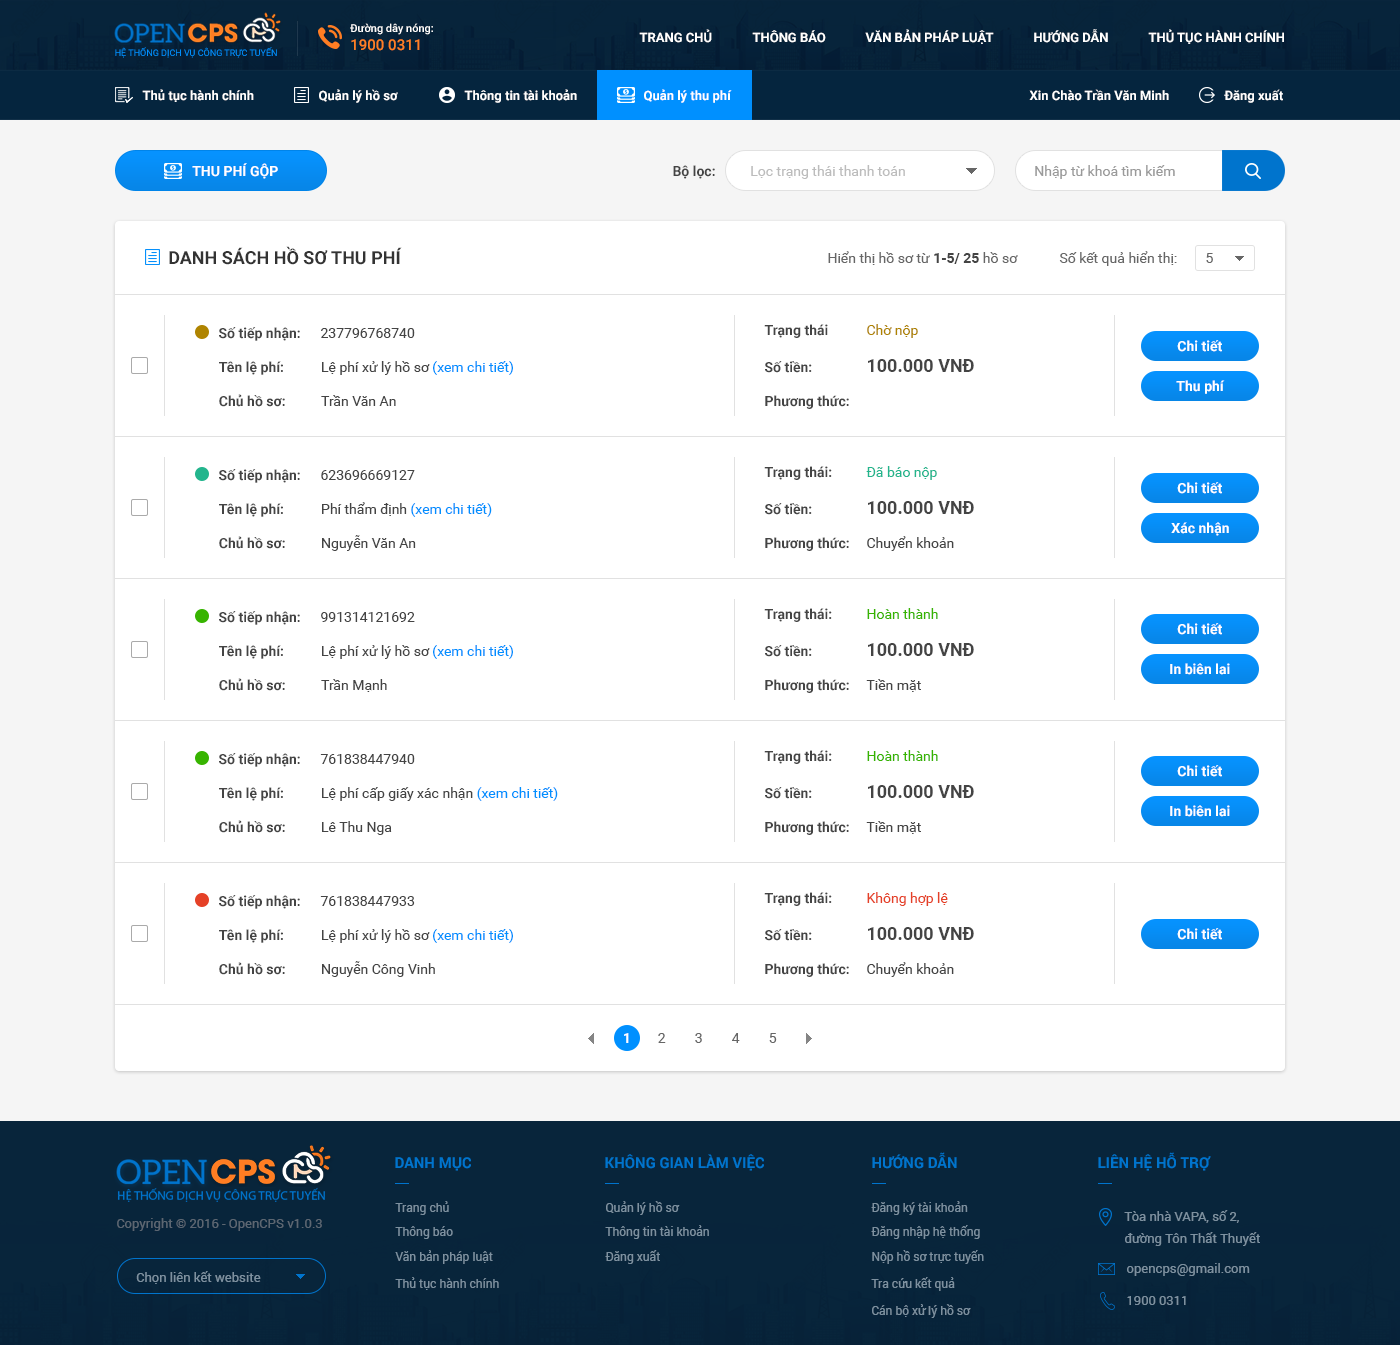 OPENCPS
HỆ THỐNG DỊCH VỤ CÔNG TRỰC TUYẾN
Đường dây nóng:
1900 0311
TRANG CHỦ THÔNG BÁO VĂN BẢN PHÁP LUẬT HƯỚNG DẪN THỦ TỤC HÀNH CHÍNH
Thủ tục hành chính Quản lý hồ sơ Thông tin tài khoản Quản lý thu phí Xin Chào Trần Văn Minh Đăng xuất
THU PHÍ GỘP Bộ lọc: Lọc trạng thái thanh toán Nhập từ khoá tìm kiếm
DANH SÁCH HỒ SƠ THU PHÍ Hiển thị hồ sơ từ 1-5/ 25 hồ sơ Số kết quả hiển thị: 5
Số tiếp nhận: 237796768740
Tên lệ phí: Lệ phí xử lý hồ sơ (xem chi tiết)
Chủ hồ sơ: Trần Văn An
Trạng thái Chờ nộp
Số tiền: 100.000 VNĐ
Phương thức:
Chi tiết
Thu phí
Số tiếp nhận: 623696669127
Tên lệ phí: Phí thẩm định (xem chi tiết)
Chủ hồ sơ: Nguyễn Văn An
Trạng thái: Đã báo nộp
Số tiền: 100.000 VNĐ
Phương thức: Chuyển khoản
Chi tiết
Xác nhận
Số tiếp nhận: 991314121692
Tên lệ phí: Lệ phí xử lý hồ sơ (xem chi tiết)
Chủ hồ sơ: Trần Mạnh
Trạng thái: Hoàn thành
Số tiền: 100.000 VNĐ
Phương thức: Tiền mặt
Chi tiết
In biên lai
Số tiếp nhận: 761838447940
Tên lệ phí: Lệ phí cấp giấy xác nhận (xem chi tiết)
Chủ hồ sơ: Lê Thu Nga
Trạng thái: Hoàn thành
Số tiền: 100.000 VNĐ
Phương thức: Tiền mặt
Chi tiết
In biên lai
Số tiếp nhận: 761838447933
Tên lệ phí: Lệ phí xử lý hồ sơ (xem chi tiết)
Chủ hồ sơ: Nguyễn Công Vinh
Trạng thái: Không hợp lệ
Số tiền: 100.000 VNĐ
Phương thức: Chuyển khoản
Chi tiết
1 2 3 4 5
OPENCPS
HỆ THỐNG DỊCH VỤ CÔNG TRỰC TUYẾN
Copyright © 2016 - OpenCPS v1.0.3
Chọn liên kết website
DANH MỤC
Trang chủ
Thông báo
Văn bản pháp luật
Thủ tục hành chính
KHÔNG GIAN LÀM VIỆC
Quản lý hồ sơ
Thông tin tài khoản
Đăng xuất
HƯỚNG DẪN
Đăng ký tài khoản
Đăng nhập hệ thống
Nộp hồ sơ trực tuyến
Tra cứu kết quả
Cán bộ xử lý hồ sơ
LIÊN HỆ HỖ TRỢ
Tòa nhà VAPA, số 2,
đường Tôn Thất Thuyết
opencps@gmail.com
1900 0311